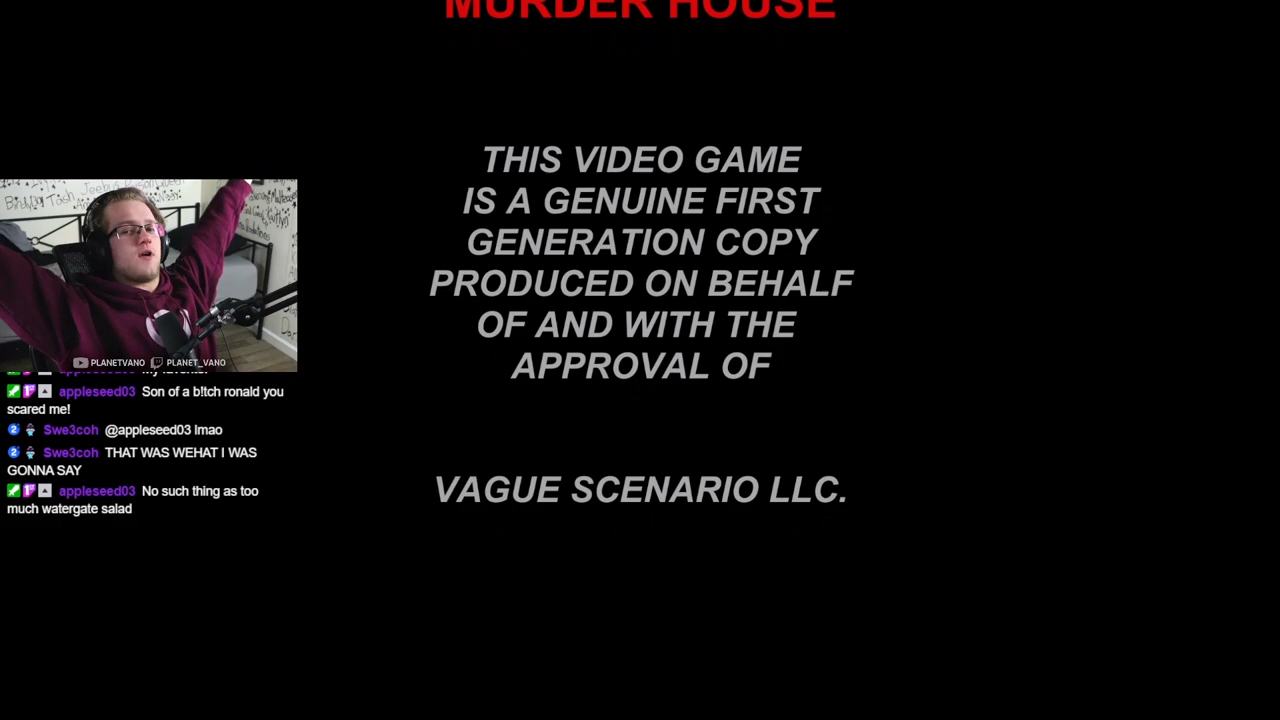 MURDER HOUSE
THIS VIDEO GAME
IS A GENUINE FIRST
GENERATION COPY
PRODUCED ON BEHALF
OF AND WITH THE
APPROVAL OF
VAGUE SCENARIO LLC.
PLANETVANO PLANET_VANO
appleseed03 Son of a b!tch ronald you
scared me!
Swe3coh @appleseed03 lmao
Swe3coh THAT WAS WEHAT I WAS
GONNA SAY
appleseed03 No such thing as too
much watergate salad